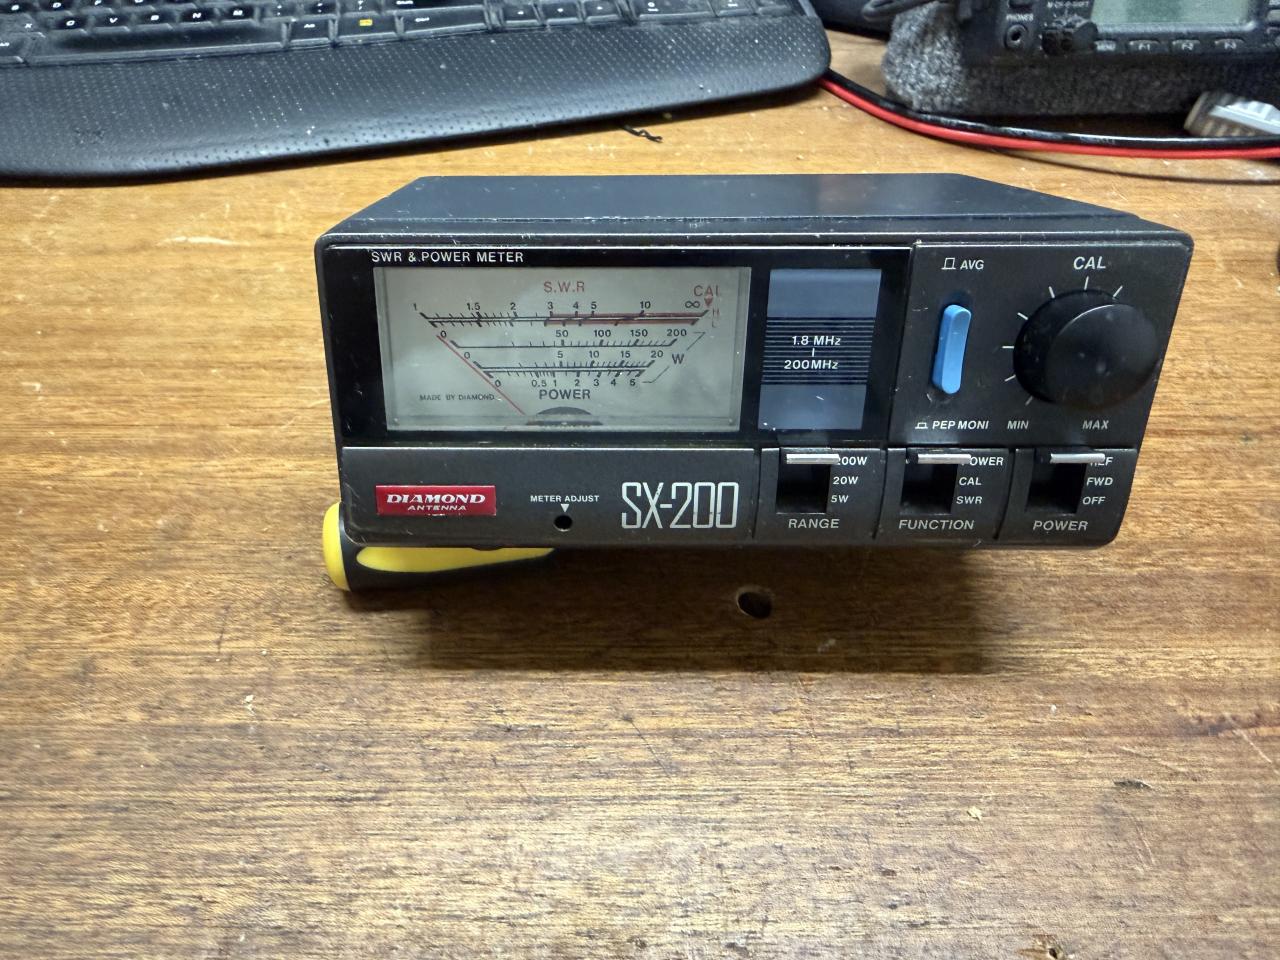 PHONES
SWR & POWER METER
S.W.R
CAL
1 1.5 2 3 4 5 10 ∞ H
L
0 50 100 150 200
0 5 10 15 20 W
0 0.5 1 2 3 4 5
MADE BY DIAMOND
POWER
1.8 MHz
200MHz
AVG
CAL
PEP MONI
MIN
MAX
DIAMOND
ANTENNA
METER ADJUST
SX-200
200W
20W
5W
RANGE
POWER
CAL
SWR
FUNCTION
REF
FWD
OFF
POWER